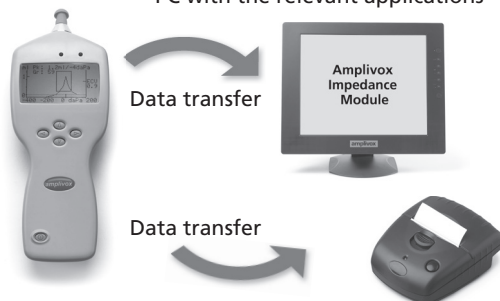 PC with the relevant applications
Data transfer
Amplivox
Impedance
Module
amplivox
amplivox
Data transfer